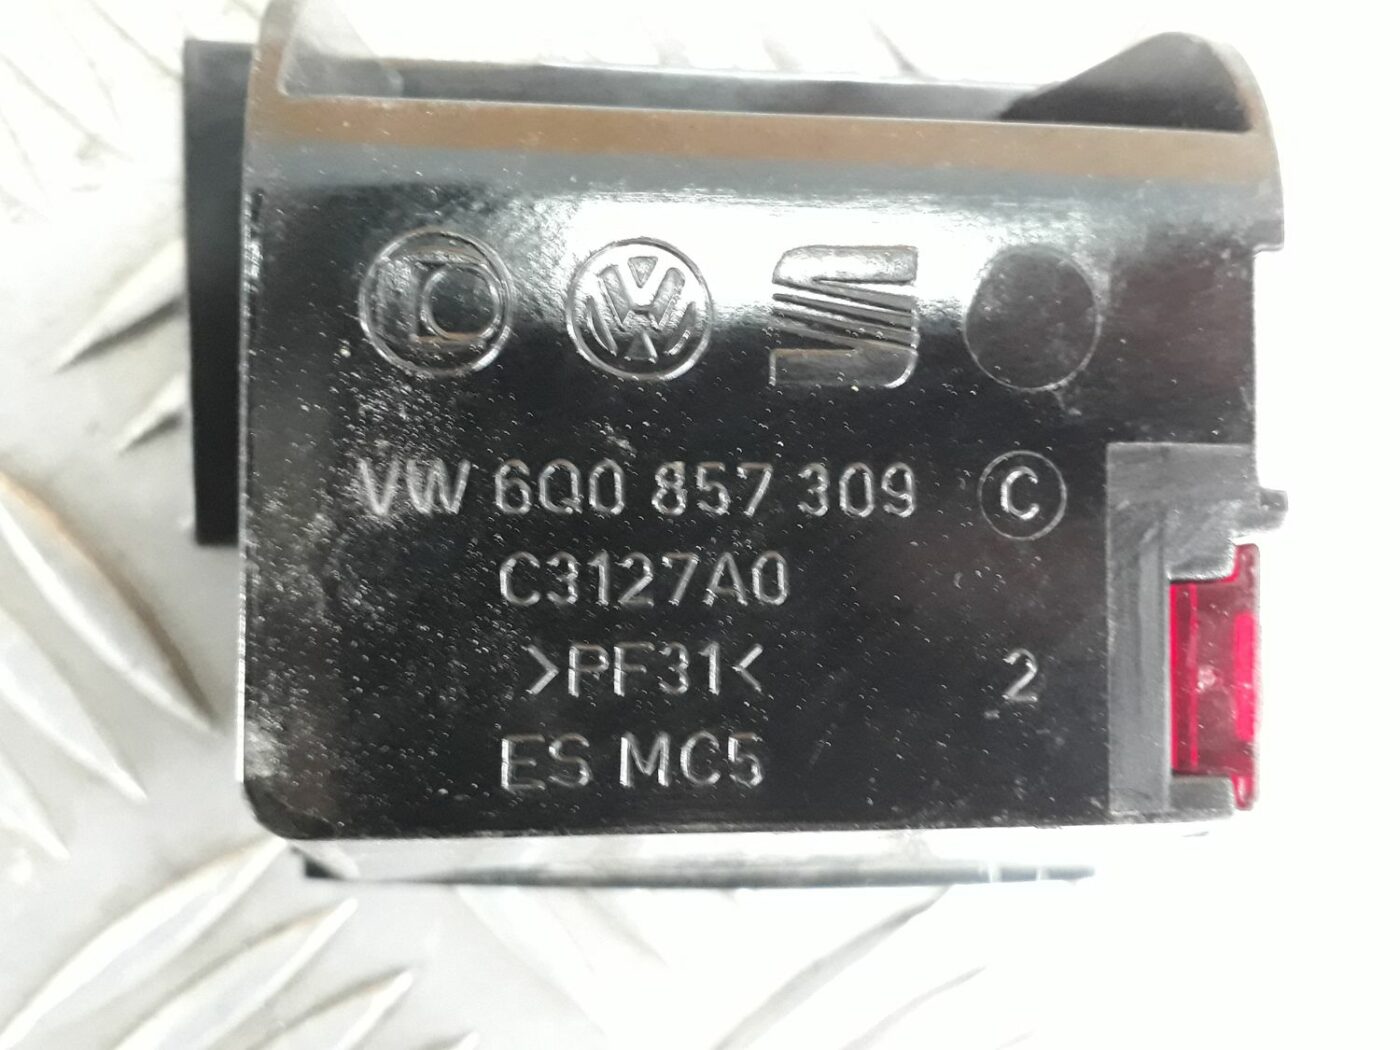 VW 6Q0 857 309 C
C3127A0
>PF31< 2
ES MC5